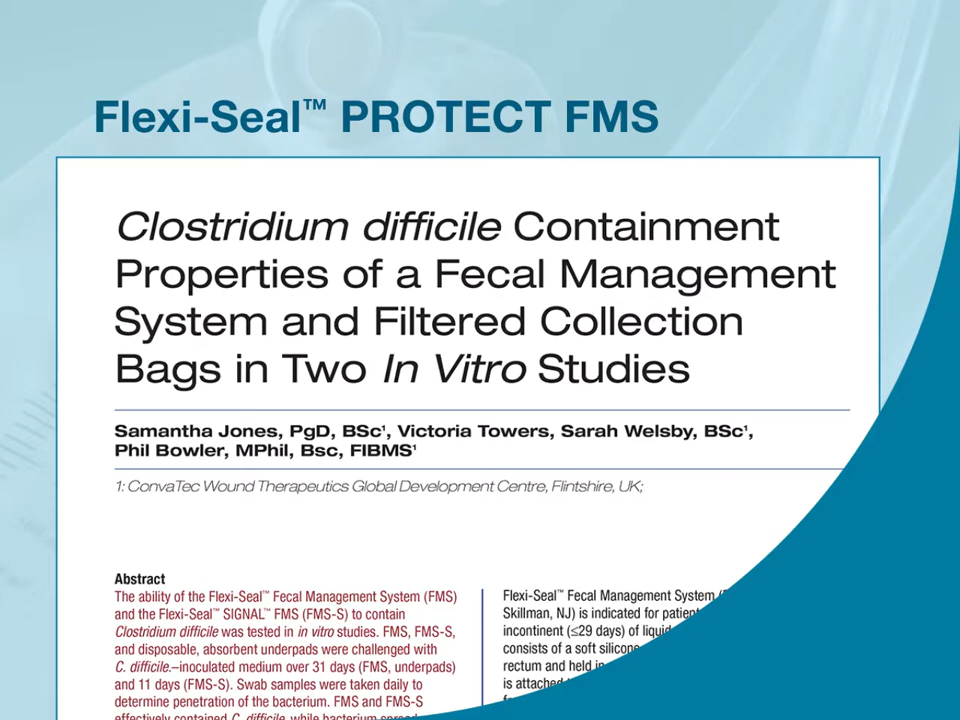 Flexi-Seal™ PROTECT FMS
Clostridium difficile Containment
Properties of a Fecal Management
System and Filtered Collection
Bags in Two In Vitro Studies
Samantha Jones, PgD, BSc¹, Victoria Towers, Sarah Welsby, BSc¹,
Phil Bowler, MPhil, Bsc, FIBMS¹
1: ConvaTec Wound Therapeutics Global Development Centre, Flintshire, UK;
Abstract
The ability of the Flexi-Seal™ Fecal Management System (FMS)
and the Flexi-Seal™ SIGNAL™ FMS (FMS-S) to contain
Clostridium difficile was tested in in vitro studies. FMS, FMS-S,
and disposable, absorbent underpads were challenged with
C. difficile.–inoculated medium over 31 days (FMS, underpads)
and 11 days (FMS-S). Swab samples were taken daily to
determine penetration of the bacterium. FMS and FMS-S
effectively contained C. difficile, while bacterium
Flexi-Seal™ Fecal Management System
Skillman, NJ) is indicated for
incontinent (≤29 days) of
consists of a soft silicone
rectum and held in
is attached